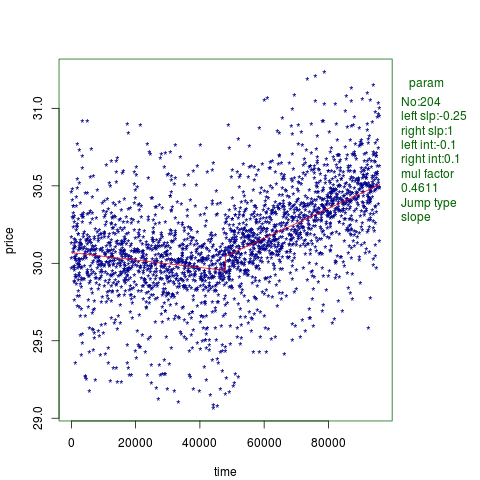 param
No:204
left slp:-0.25
right slp:1
left int:-0.1
right int:0.1
mul factor
0.4611
Jump type
slope
31.0
30.5
30.0
29.5
29.0
price
0 20000 40000 60000 80000
time